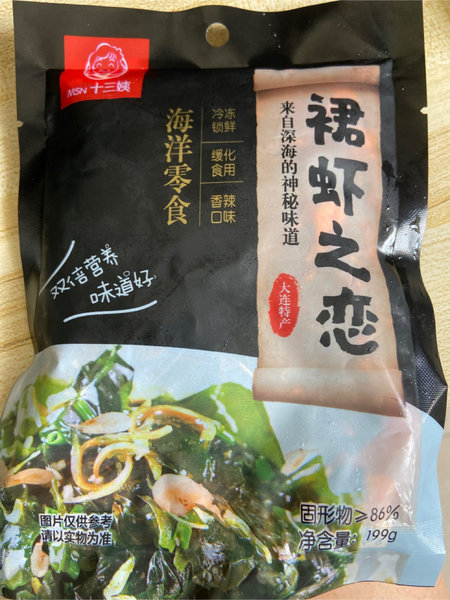 MSN 十三姨
裙虾之恋
来自深海的神秘味道
大连特产
冷冻
锁鲜
缓化
食用
香辣
口味
海洋零食
双倍营养
味道好
图片仅供参考
请以实物为准
固形物≥86%
净含量：199g